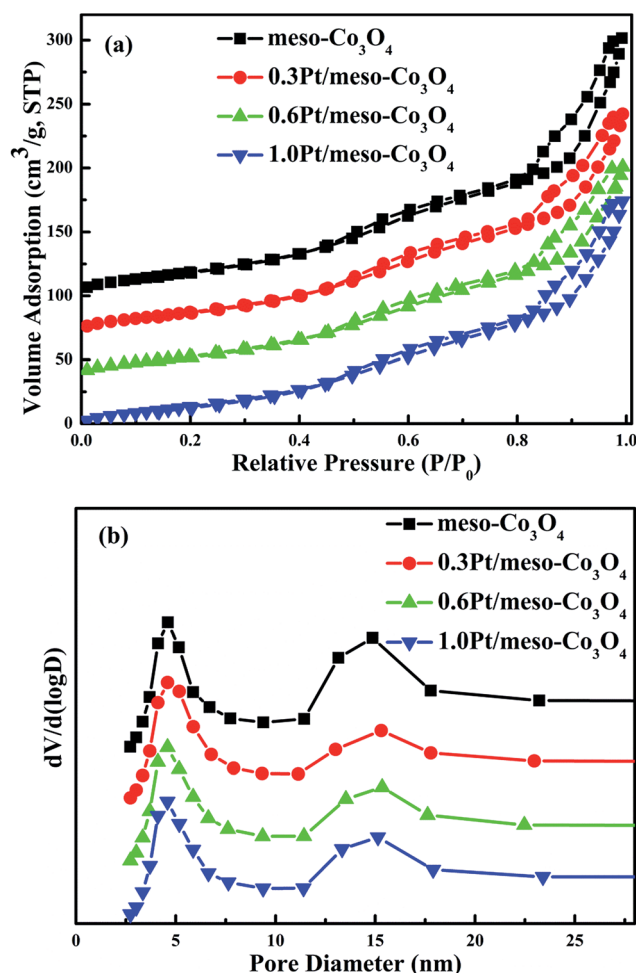 (a)
meso-Co3O4
0.3Pt/meso-Co3O4
0.6Pt/meso-Co3O4
1.0Pt/meso-Co3O4
Volume Adsorption (cm3/g, STP)
300
250
200
150
100
50
0
0.0 0.2 0.4 0.6 0.8 1.0
Relative Pressure (P/P0)
(b)
meso-Co3O4
0.3Pt/meso-Co3O4
0.6Pt/meso-Co3O4
1.0Pt/meso-Co3O4
dV/d(logD)
0 5 10 15 20 25
Pore Diameter (nm)